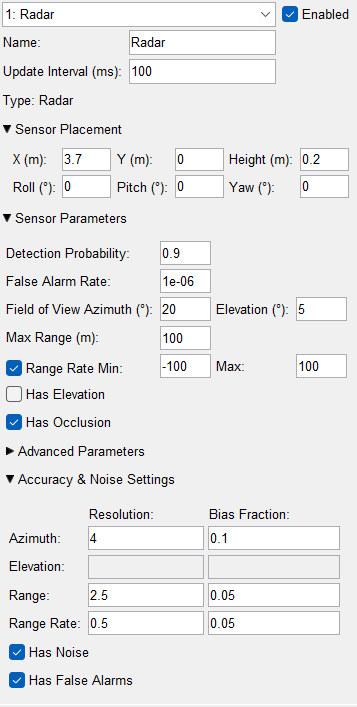 1: Radar Enabled
Name: Radar
Update Interval (ms): 100
Type: Radar
Sensor Placement
X (m): 3.7 Y (m): 0 Height (m): 0.2
Roll (°): 0 Pitch (°): 0 Yaw (°): 0
Sensor Parameters
Detection Probability: 0.9
False Alarm Rate: 1e-06
Field of View Azimuth (°): 20 Elevation (°): 5
Max Range (m): 100
Range Rate Min: -100 Max: 100
Has Elevation
Has Occlusion
Advanced Parameters
Accuracy & Noise Settings
Resolution: Bias Fraction:
Azimuth: 4 0.1
Elevation:
Range: 2.5 0.05
Range Rate: 0.5 0.05
Has Noise
Has False Alarms